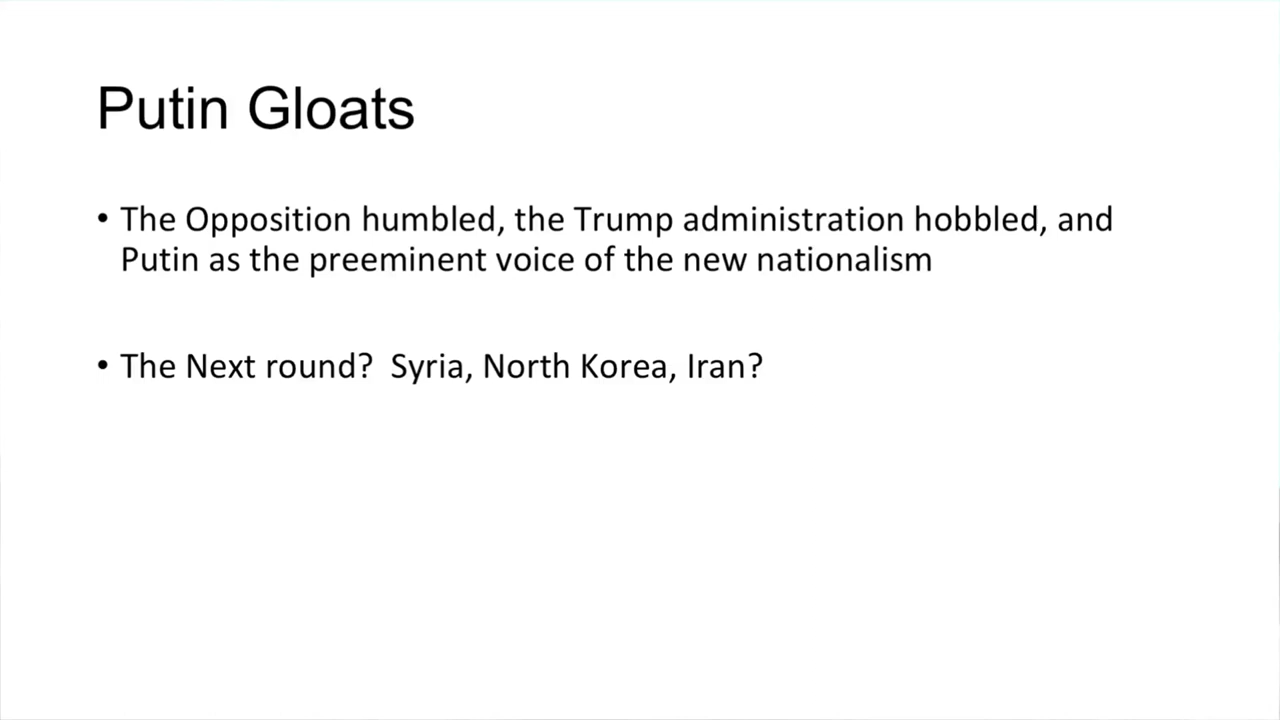 Putin Gloats
• The Opposition humbled, the Trump administration hobbled, and
Putin as the preeminent voice of the new nationalism
• The Next round?  Syria, North Korea, Iran?